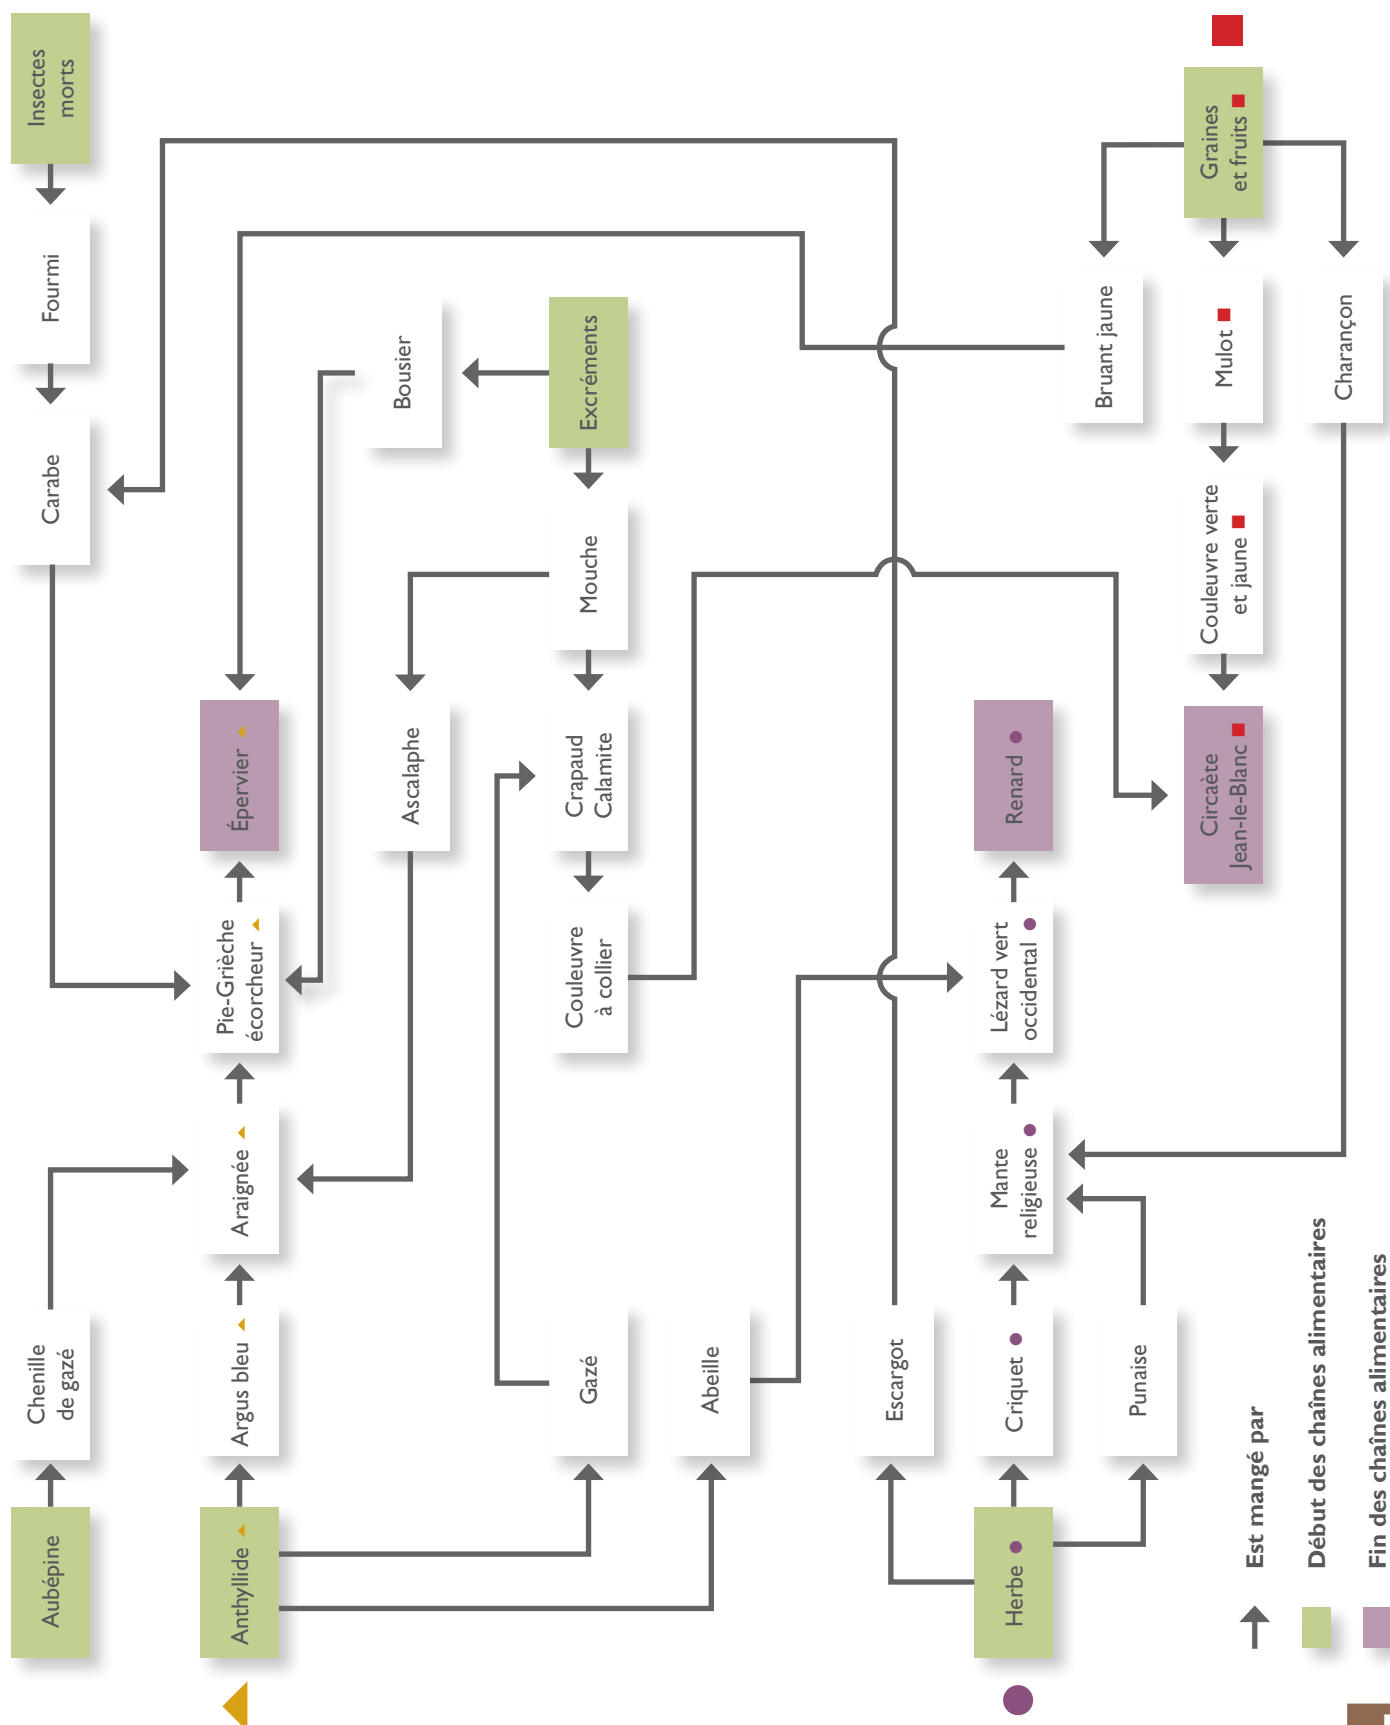 Aubépine
Chenille
de gazé
Carabe
Fourmi
Insectes
morts
Anthyllide
Argus bleu
Araignée
Pie-Grièche
écorcheur
Épervier
Ascalaphe
Bousier
Gazé
Couleuvre
à collier
Crapaud
Calamite
Mouche
Excréments
Abeille
Escargot
Herbe
Criquet
Mante
religieuse
Lézard vert
occidental
Renard
Punaise
Bruant jaune
Circaète
Jean-le-Blanc
Couleuvre verte
et jaune
Mulot
Graines
et fruits
Charançon
Est mangé par
Début des chaînes alimentaires
Fin des chaînes alimentaires